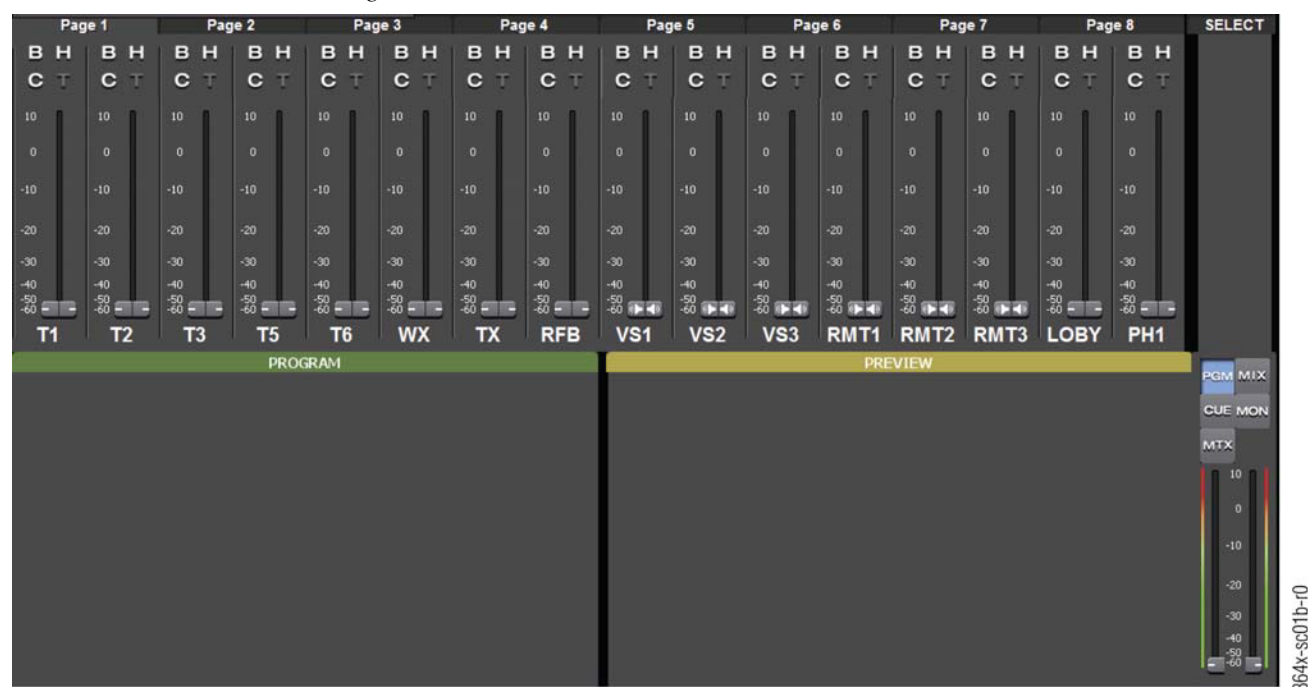 Page 1 Page 2 Page 3 Page 4 Page 5 Page 6 Page 7 Page 8 SELECT
B H B H B H B H B H B H B H B H B H B H B H B H B H B H B H B H
C T C T C T C T C T C T C T C T C T C T C T C T C T C T C T C T
10 10 10 10 10 10 10 10 10 10 10 10 10 10 10 10
0 0 0 0 0 0 0 0 0 0 0 0 0 0 0 0
-10 -10 -10 -10 -10 -10 -10 -10 -10 -10 -10 -10 -10 -10 -10 -10
-20 -20 -20 -20 -20 -20 -20 -20 -20 -20 -20 -20 -20 -20 -20 -20
-30 -30 -30 -30 -30 -30 -30 -30 -30 -30 -30 -30 -30 -30 -30 -30
-40 -40 -40 -40 -40 -40 -40 -40 -40 -40 -40 -40 -40 -40 -40 -40
-50 -50 -50 -50 -50 -50 -50 -50 -50 -50 -50 -50 -50 -50 -50 -50
-60 -60 -60 -60 -60 -60 -60 -60 -60 -60 -60 -60 -60 -60 -60 -60
T1 T2 T3 T5 T6 WX TX RFB VS1 VS2 VS3 RMT1 RMT2 RMT3 LOBY PH1
PROGRAM PREVIEW
PGM MIX
CUE MON
MTX
10
0
-10
-20
-30
-40
-50
-60
864x-sc01b-r0